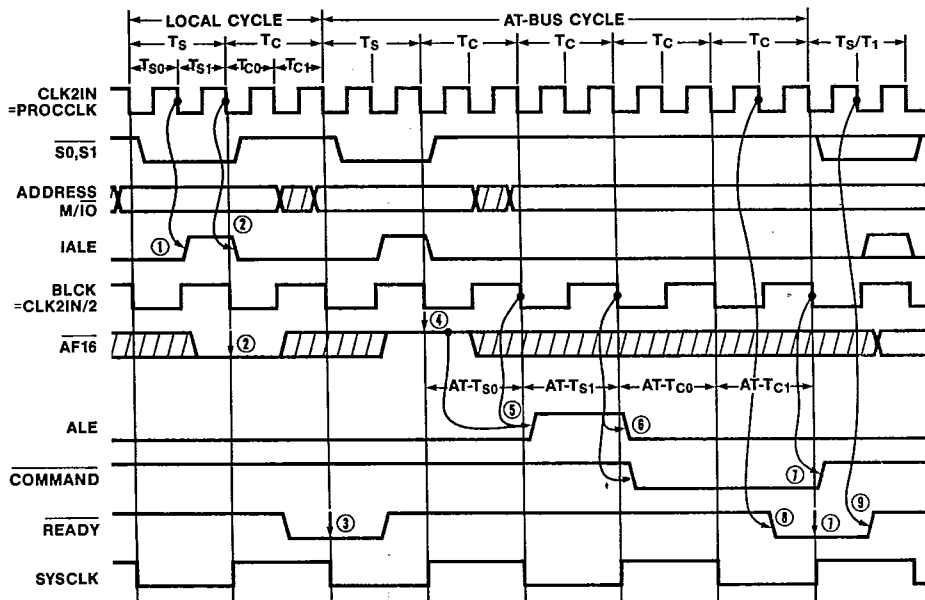 LOCAL CYCLE
AT-BUS CYCLE
TS
TC
TS
TC
TC
TC
TC
TS/T1
TS0
TS1
TC0
TC1
CLK2IN
=PROCCLK
S0,S1
ADDRESS
M/IO
②
①
IALE
BLCK
=CLK2IN/2
④
AF16
②
AT-TS0
AT-TS1
AT-TC0
AT-TC1
⑤
⑥
ALE
COMMAND
⑦
READY
③
⑧
⑦
⑨
SYSCLK